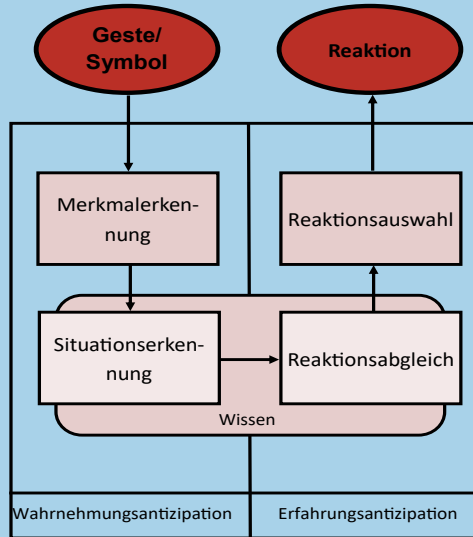 Geste/
Symbol
Reaktion
Merkmalerken-
nung
Reaktionsauswahl
Situationserken-
nung
Reaktionsabgleich
Wissen
Wahrnehmungsantizipation
Erfahrungsantizipation